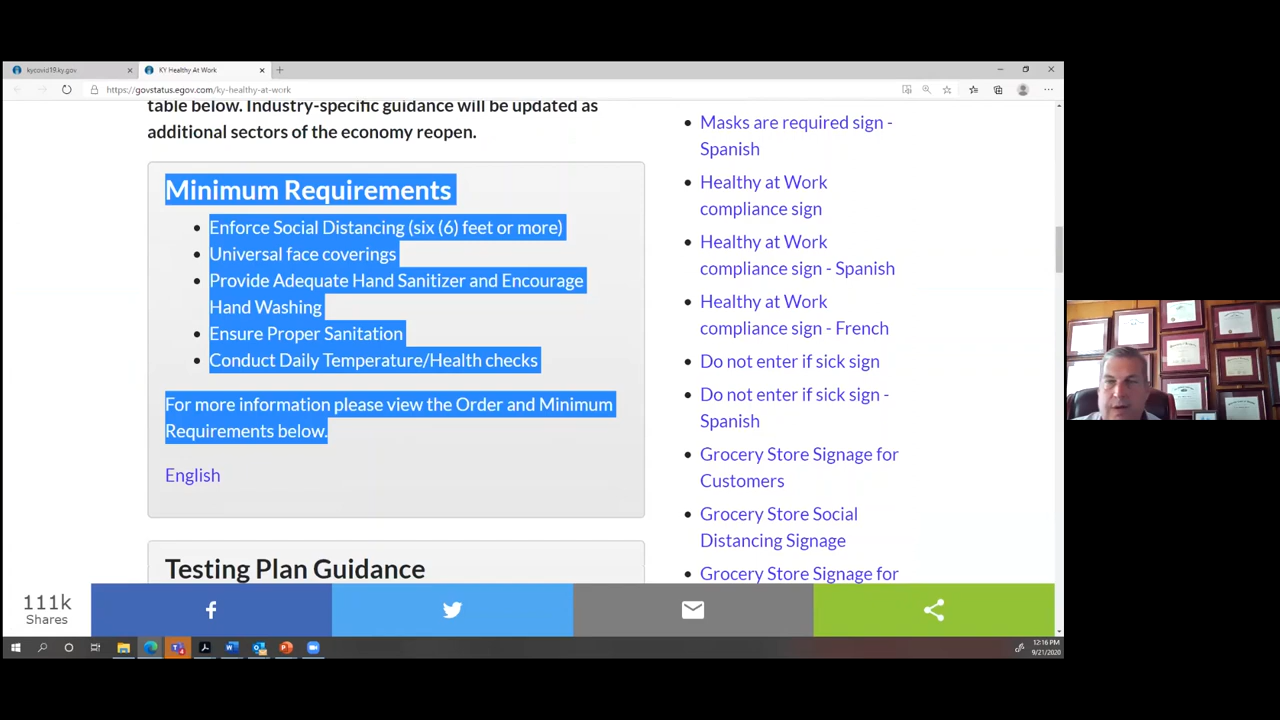 kycovid19.ky.gov
KY Healthy At Work
https://govstatus.egov.com/ky-healthy-at-work
table below. Industry-specific guidance will be updated as
additional sectors of the economy reopen.
Minimum Requirements
Enforce Social Distancing (six (6) feet or more)
Universal face coverings
Provide Adequate Hand Sanitizer and Encourage
Hand Washing
Ensure Proper Sanitation
Conduct Daily Temperature/Health checks
For more information please view the Order and Minimum
Requirements below.
English
Testing Plan Guidance
Masks are required sign -
Spanish
Healthy at Work
compliance sign
Healthy at Work
compliance sign - Spanish
Healthy at Work
compliance sign - French
Do not enter if sick sign
Do not enter if sick sign -
Spanish
Grocery Store Signage for
Customers
Grocery Store Social
Distancing Signage
Grocery Store Signage for
111k
Shares
12:16 PM
9/21/2020